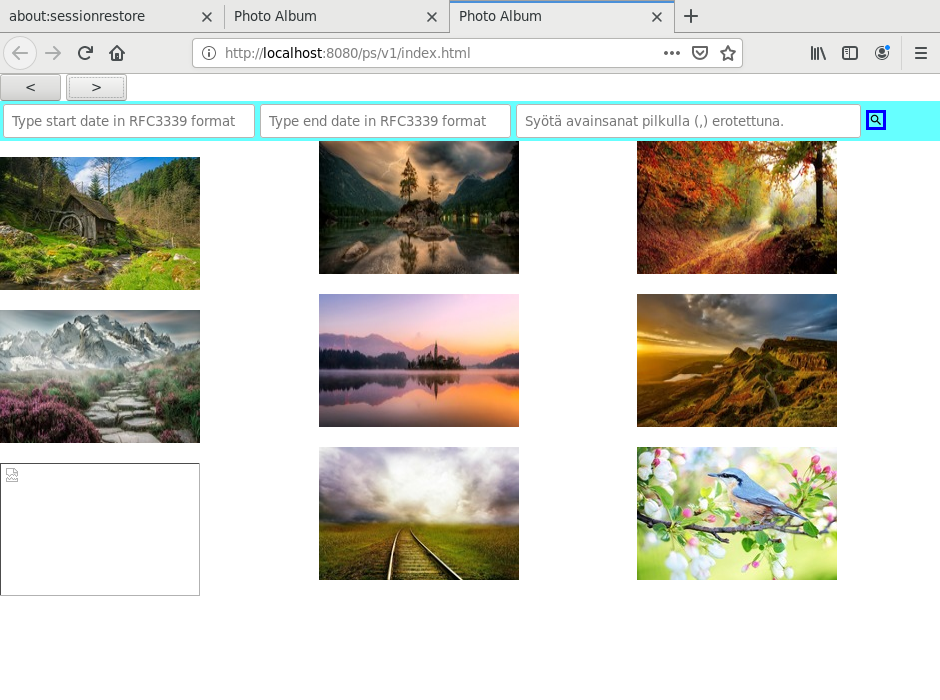 about:sessionrestore
Photo Album
Photo Album
http://localhost:8080/ps/v1/index.html
<
>
Type start date in RFC3339 format
Type end date in RFC3339 format
Syötä avainsanat pilkulla (,) erotettuna.